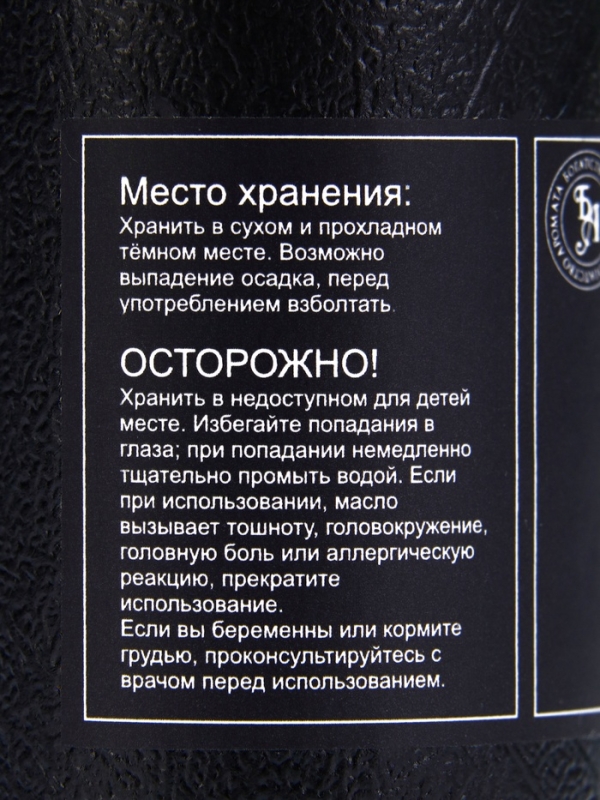 Место хранения:
Хранить в сухом и прохладном
тёмном месте. Возможно
выпадение осадка, перед
употреблением взболтать.
ОСТОРОЖНО!
Хранить в недоступном для детей
месте. Избегайте попадания в
глаза; при попадании немедленно
тщательно промыть водой. Если
при использовании, масло
вызывает тошноту, головокружение,
головную боль или аллергическую
реакцию, прекратите
использование.
Если вы беременны или кормите
грудью, проконсультируйтесь с
врачом перед использованием.
БА
АРОМАТА